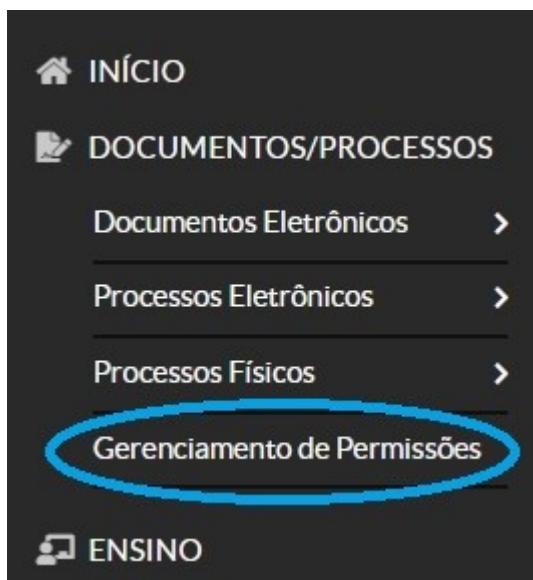 INÍCIO
DOCUMENTOS/PROCESSOS
Documentos Eletrônicos
Processos Eletrônicos
Processos Físicos
Gerenciamento de Permissões
ENSINO